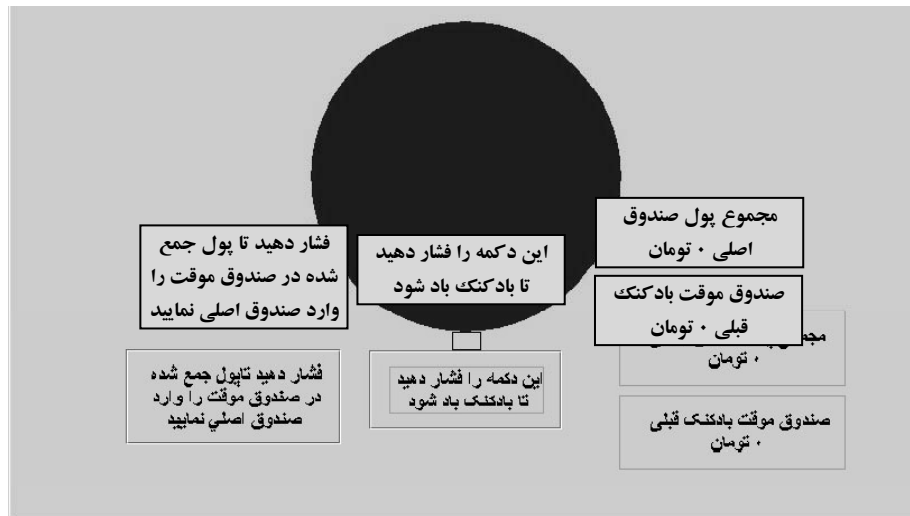 مجموع پول صندوق
اصلی ۰ تومان
صندوق موقت بادکنک
قبلی ۰ تومان
این دکمه را فشار دهید
تا بادکنک باد شود
فشار دهید تا پول جمع
شده در صندوق موقت را
وارد صندوق اصلی نمایید
۰ تومان
صندوق موقت بادکنک قبلی
۰ تومان
این دکمه را فشار دهید
تا بادکنک باد شود
فشار دهید تاپول جمع شده
در صندوق موقت را وارد
صندوق اصلي نماييد